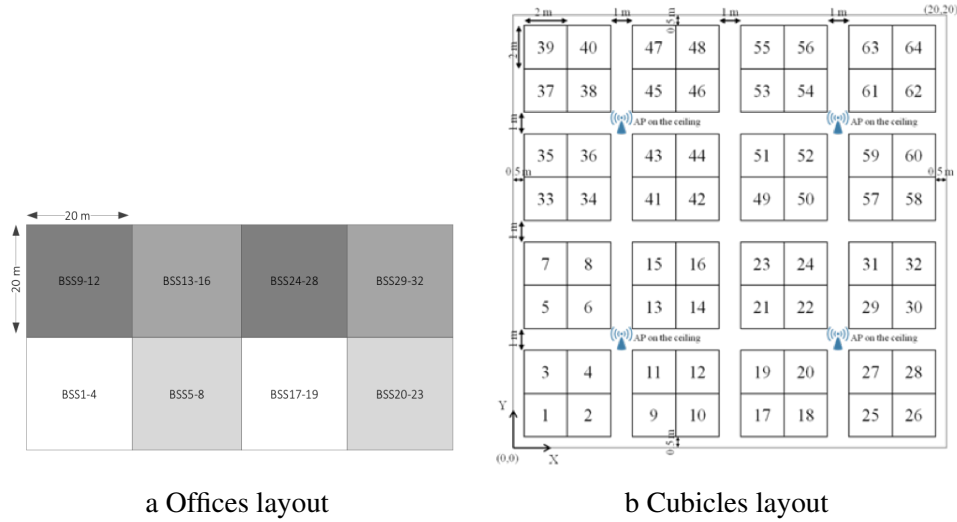 20 m
20 m
BSS9-12 BSS13-16 BSS24-28 BSS29-32
BSS1-4 BSS5-8 BSS17-19 BSS20-23
a Offices layout
(20,20)
2 m 1 m 0.5 m 1 m 1 m
39 40 47 48 55 56 63 64
2 m
37 38 45 46 53 54 61 62
1 m AP on the ceiling AP on the ceiling
35 36 43 44 51 52 59 60
0.5 m 0.5 m
33 34 41 42 49 50 57 58
1 m
7 8 15 16 23 24 31 32
5 6 13 14 21 22 29 30
1 m AP on the ceiling AP on the ceiling
3 4 11 12 19 20 27 28
Y
1 2 9 10 17 18 25 26
(0,0) X 0.5 m
b Cubicles layout